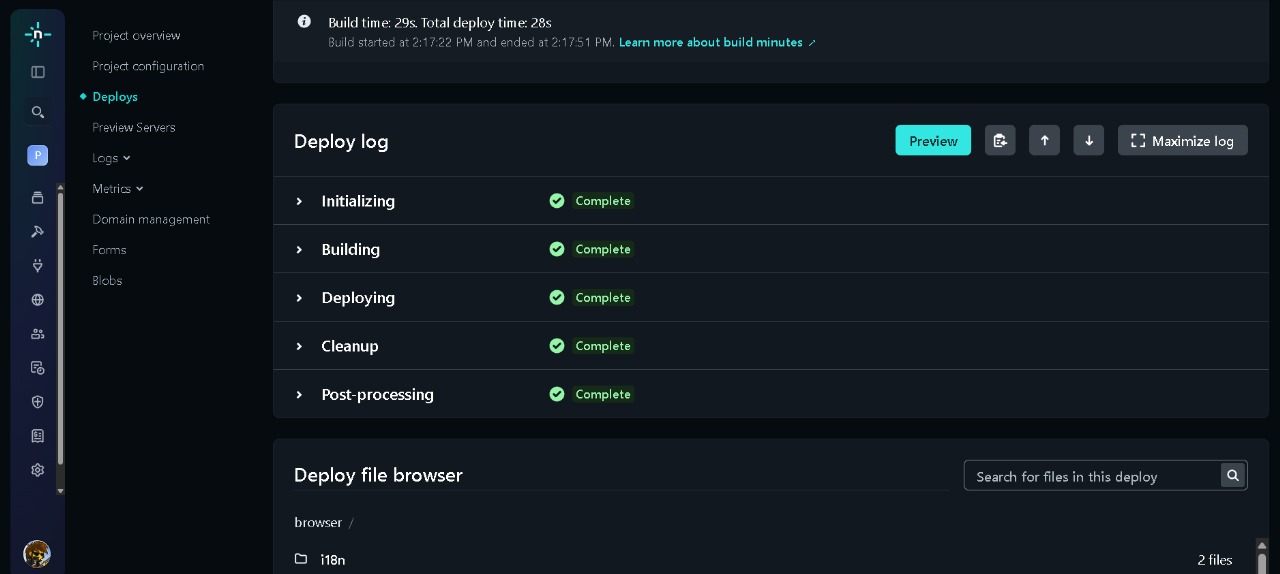 Build time: 29s. Total deploy time: 28s
Build started at 2:17:22 PM and ended at 2:17:51 PM. Learn more about build minutes ↗
n
P
Project overview
Project configuration
Deploys
Preview Servers
Logs
Metrics
Domain management
Forms
Blobs
Deploy log
Preview
Maximize log
Initializing Complete
Building Complete
Deploying Complete
Cleanup Complete
Post-processing Complete
Deploy file browser
Search for files in this deploy
browser /
i18n 2 files